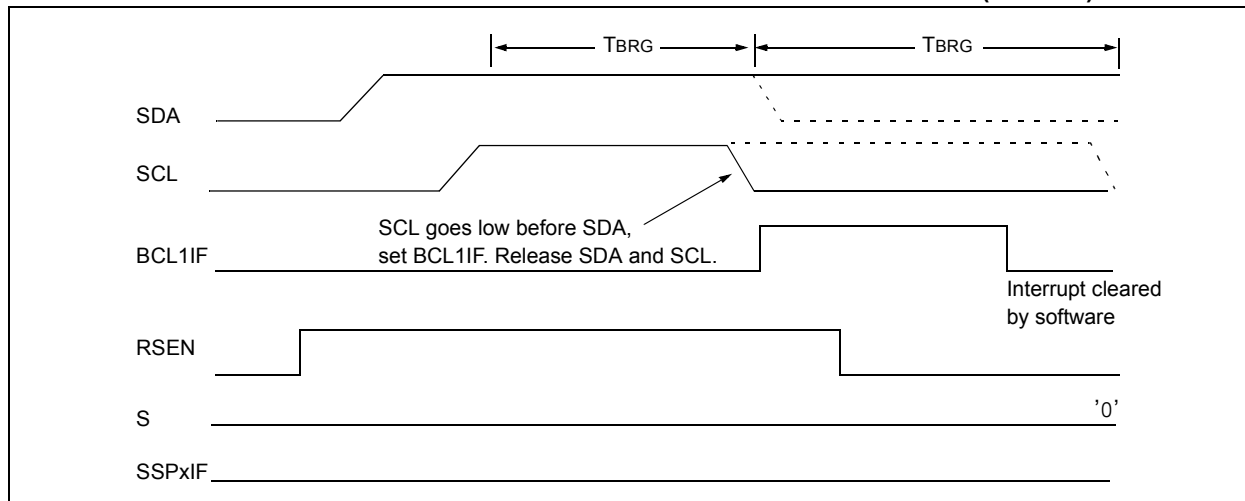 TBRG
TBRG
SDA
SCL
SCL goes low before SDA,
set BCL1IF. Release SDA and SCL.
BCL1IF
Interrupt cleared
by software
RSEN
S
'0'
SSPxIF